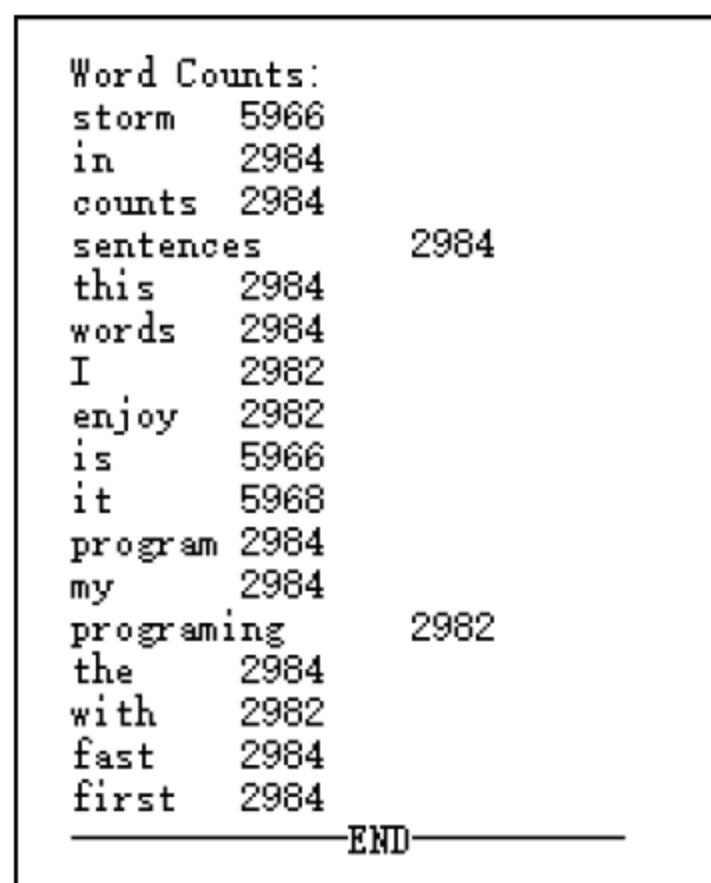 Word Counts:
storm 5966
in 2984
counts 2984
sentences 2984
this 2984
words 2984
I 2982
enjoy 2982
is 5966
it 5968
program 2984
my 2984
programing 2982
the 2984
with 2982
fast 2984
first 2984
—————END—————